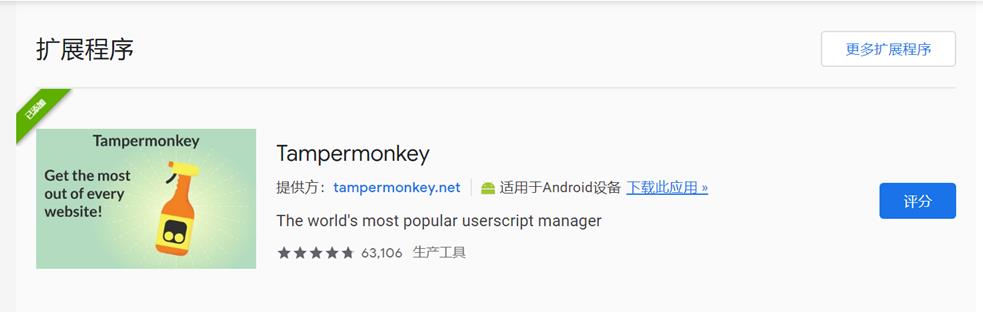 扩展程序
更多扩展程序
已添加
Tampermonkey
Get the most
out of every
website!
Tampermonkey
提供方：tampermonkey.net 适用于Android设备 下载此应用 »
The world's most popular userscript manager
63,106 生产工具
评分